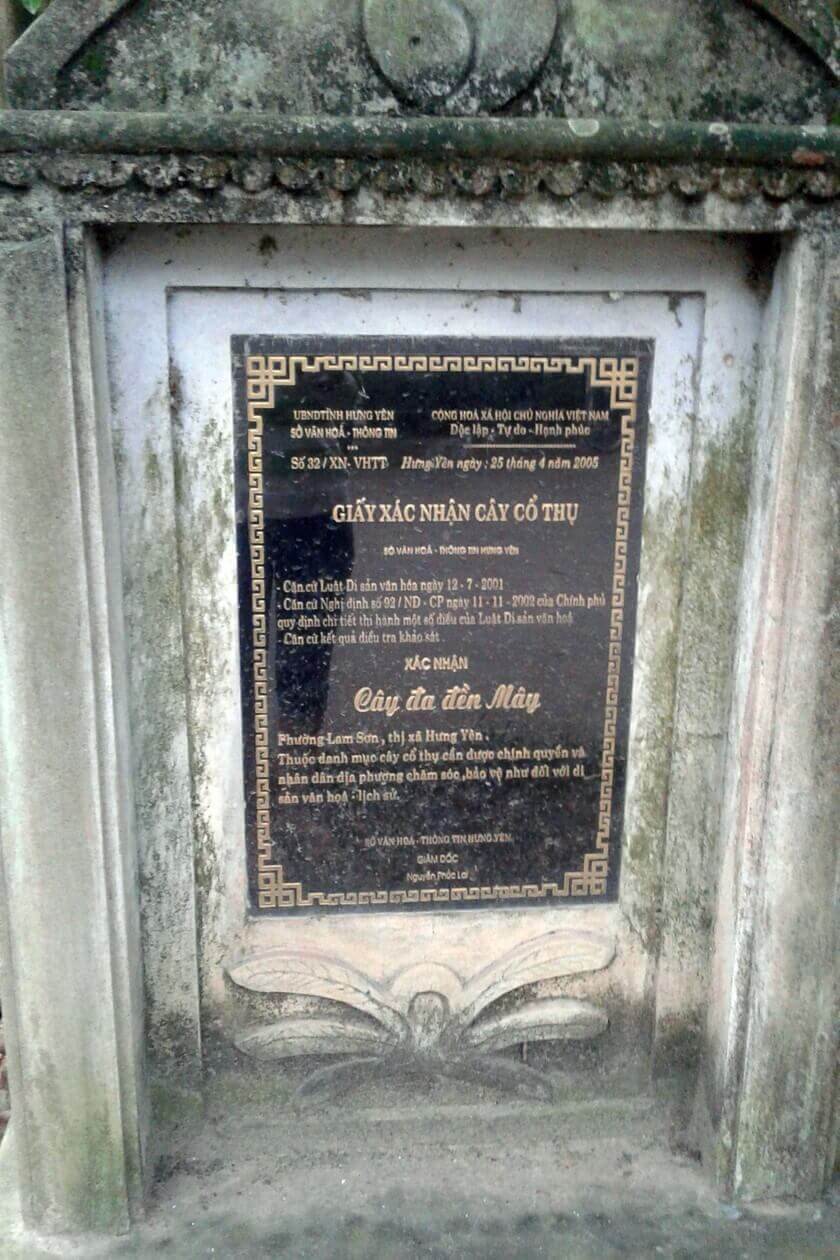 UBNDTỈNH HƯNG YÊN
SỞ VĂN HOÁ - THÔNG TIN
CỘNG HOÀ XÃ HỘI CHỦ NGHĨA VIỆT NAM
Độc lập - Tự do - Hạnh phúc
Số 32 / XN- VHTT
Hưng Yên ngày : 25 tháng 4 năm 2005
GIẤY XÁC NHẬN CÂY CỔ THỤ
SỞ VĂN HOÁ - THÔNG TIN HƯNG YÊN
- Căn cứ Luật Di sản văn hóa ngày 12 - 7 - 2001
- Căn cứ Nghị định số 92 / ND - CP ngày 11 - 11 - 2002 của Chính phủ
quy định chi tiết thi hành một số điều của Luật Di sản văn hoá
- Căn cứ kết quả điều tra khảo sát .
XÁC NHẬN
Cây đa đền Mây
Phường Lam Sơn , thị xã Hưng Yên .
Thuộc danh mục cây cổ thụ cần được chính quyền và
nhân dân địa phương chăm sóc ,bảo vệ như đối với di
sản văn hoá - lịch sử.
SỞ VĂN HOÁ - THÔNG TIN HƯNG YÊN
GIÁM ĐỐC
Nguyễn Phúc Lai